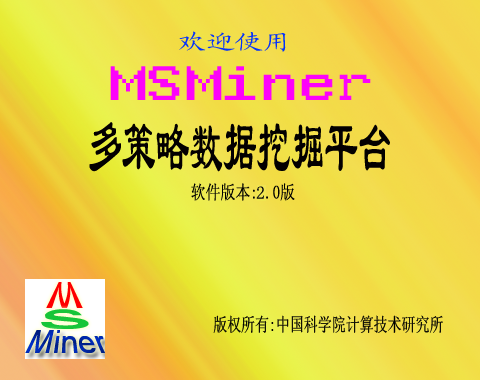 欢迎使用
MSMiner
多策略数据挖掘平台
软件版本:2.0版
版权所有:中国科学院计算技术研究所
M
S
Miner